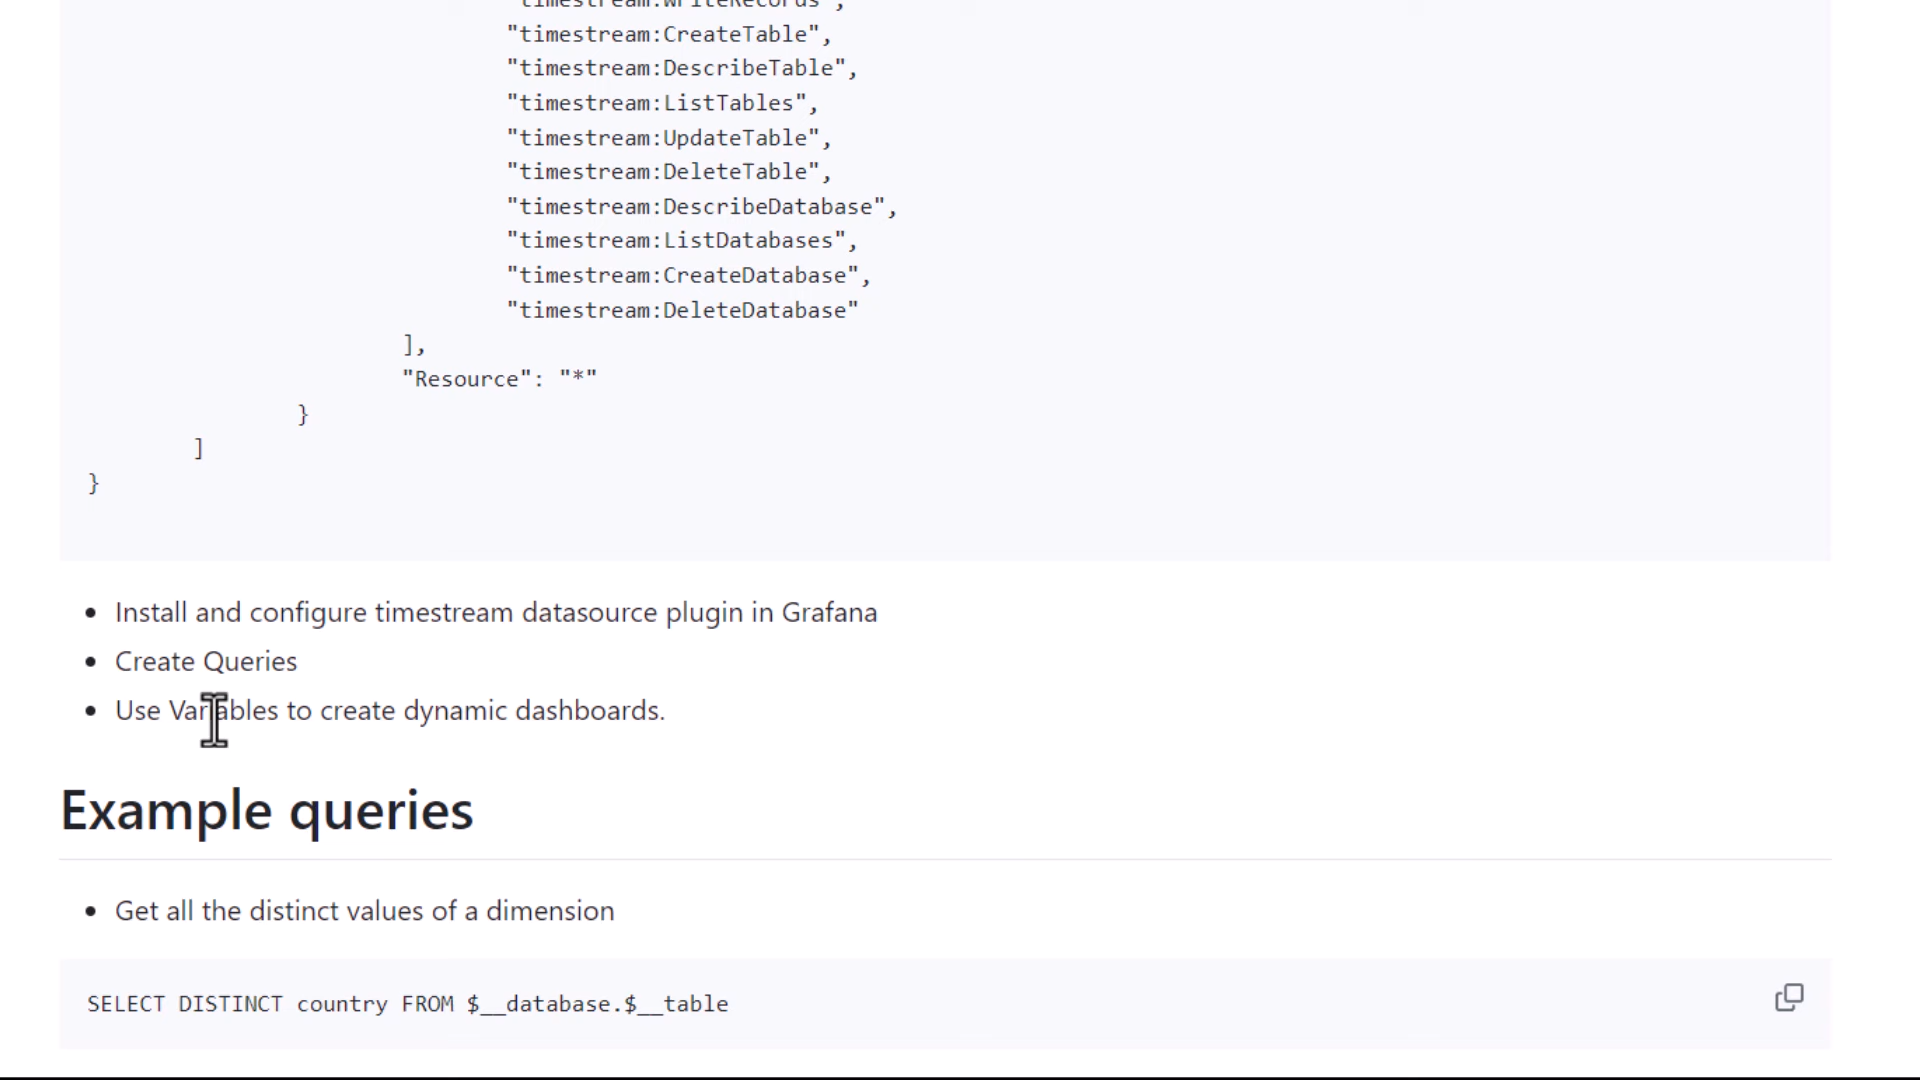 "timestream:WriteRecords",
"timestream:CreateTable",
"timestream:DescribeTable",
"timestream:ListTables",
"timestream:UpdateTable",
"timestream:DeleteTable",
"timestream:DescribeDatabase",
"timestream:ListDatabases",
"timestream:CreateDatabase",
"timestream:DeleteDatabase"
],
"Resource": "*"
}
]
}
• Install and configure timestream datasource plugin in Grafana
• Create Queries
• Use Variables to create dynamic dashboards.
Example queries
• Get all the distinct values of a dimension
SELECT DISTINCT country FROM $__database.$__table